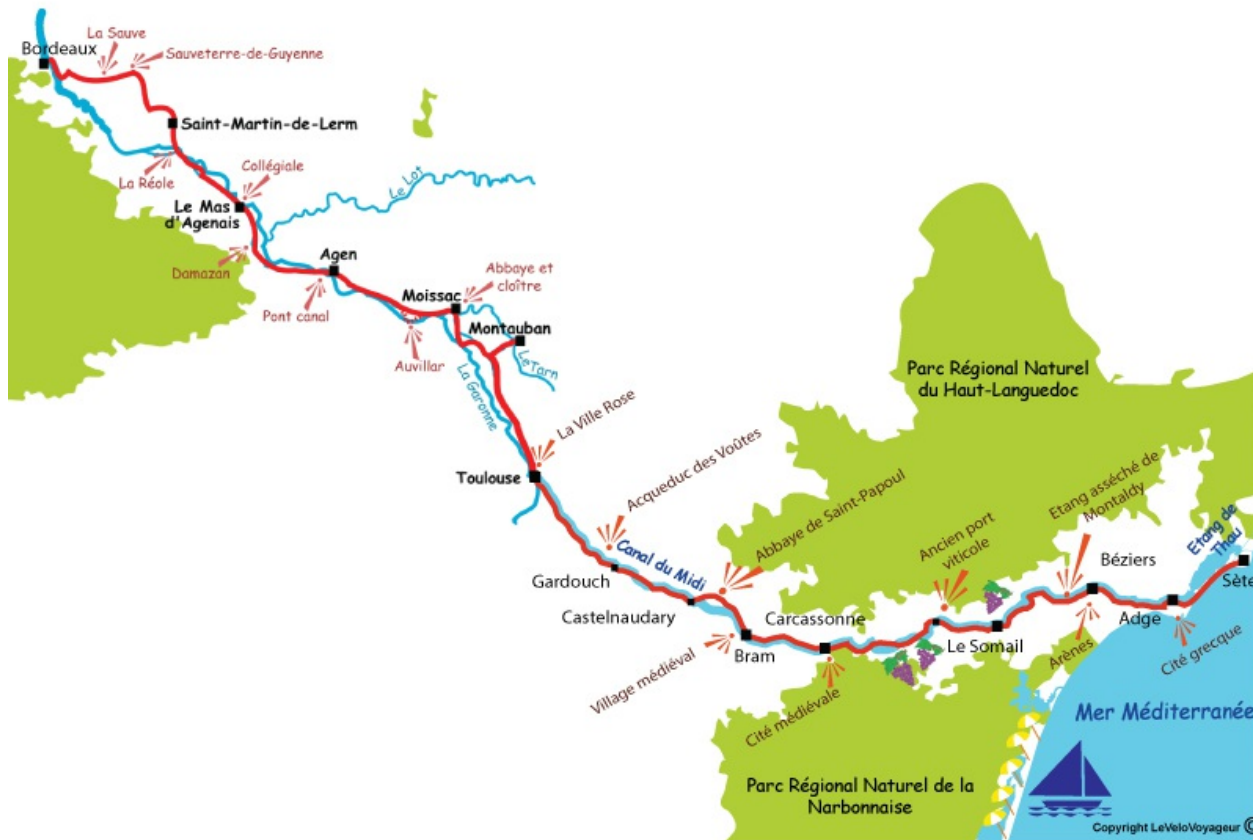 La Sauve
Bordeaux
Sauveterre-de-Guyenne
Saint-Martin-de-Lerm
La Réole
Collégiale
Le Lot
Le Mas
d'Agenais
Damazan
Agen
Pont canal
Moissac
Abbaye et
cloître
Montauban
Auvillar
Le Tarn
La Garonne
La Ville Rose
Toulouse
Acqueduc des Voûtes
Parc Régional Naturel
du Haut-Languedoc
Canal du Midi
Abbaye de Saint-Papoul
Gardouch
Castelnaudary
Ancien port
viticole
Etang asséché de
Montaldy
Etang de
Thau
Béziers
Sète
Carcassonne
Bram
Village médiéval
Cité médiévale
Le Somail
Arènes
Adge
Cité grecque
Mer Méditerranée
Parc Régional Naturel de la
Narbonnaise
Copyright LeVeloVoyageur ©